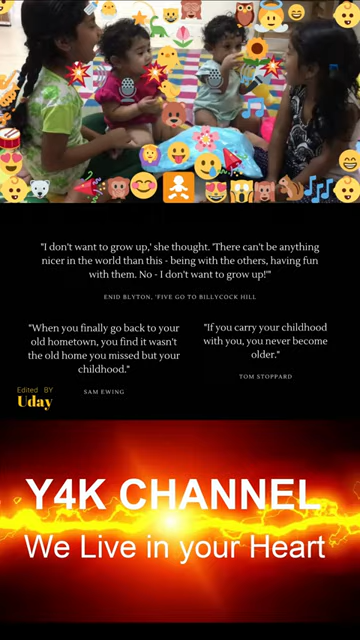 "I don't want to grow up,' she thought. 'There can't be anything
nicer in the world than this - being with the others, having fun
with them. No - I don't want to grow up!'"
ENID BLYTON, 'FIVE GO TO BILLYCOCK HILL
"When you finally go back to your
old hometown, you find it wasn't
the old home you missed but your
childhood."
SAM EWING
"If you carry your childhood
with you, you never become
older."
TOM STOPPARD
Edited BY
Uday
Y4K CHANNEL
We Live in your Heart